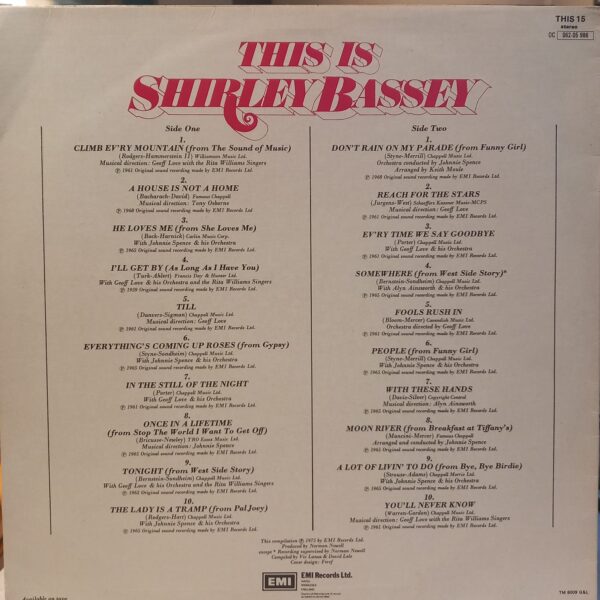 THIS 15
stereo
OC 062-05 986
THIS IS
SHIRLEY BASSEY
Side One
1.
CLIMB EV'RY MOUNTAIN (from The Sound of Music)
(Rodgers-Hammerstein II) Williamson Music Ltd.
Musical direction: Geoff Love with the Rita Williams Singers
℗ 1961 Original sound recording made by EMI Records Ltd.
2.
A HOUSE IS NOT A HOME
(Bacharach-David) Famous Chappell
Musical direction: Tony Osborne
℗ 1968 Original sound recording made by EMI Records Ltd.
3.
HE LOVES ME (from She Loves Me)
(Bock-Harnick) Carlin Music Corp.
With Johnnie Spence & his Orchestra
℗ 1965 Original sound recording made by EMI Records Ltd.
4.
I'LL GET BY (As Long As I Have You)
(Turk-Ahlert) Francis Day & Hunter Ltd.
With Geoff Love & his Orchestra and the Rita Williams Singers
Original sound recording made by EMI Records Ltd.
5.
TILL
(Danvers-Sigman) Chappell Music Ltd.
Musical direction: Geoff Love
℗ 1961 Original sound recording made by EMI Records Ltd.
6.
EVERYTHING'S COMING UP ROSES (from Gypsy)
(Styne-Sondheim) Chappell Music Ltd.
With Johnnie Spence & his Orchestra
℗ 1965 Original sound recording made by EMI Records Ltd.
7.
IN THE STILL OF THE NIGHT
(Porter) Chappell Music Ltd.
With Geoff Love & his Orchestra
Original sound recording made by EMI Records Ltd.
8.
ONCE IN A LIFETIME
(from Stop The World I Want To Get Off)
(Bricusse-Newley) TRO Essex Music Ltd.
Musical direction: Johnnie Spence
Original sound recording made by EMI Records Ltd.
9.
TONIGHT (from West Side Story)
(Bernstein-Sondheim) Chappell Music Ltd.
With Geoff Love & his Orchestra and the Rita Williams Singers
℗ 1962 Original sound recording made by EMI Records Ltd.
10.
THE LADY IS A TRAMP (from Pal Joey)
(Rodgers-Hart) Chappell Music Ltd.
With Johnnie Spence & his Orchestra
℗ 1965 Original sound recording made by EMI Records Ltd.
Side Two
1.
DON'T RAIN ON MY PARADE (from Funny Girl)
(Styne-Merrill) Chappell Music Ltd.
Orchestra conducted by Johnnie Spence
Arranged by Keith Moule
Original sound recording made by EMI Records Ltd.
2.
REACH FOR THE STARS
(Jurgens-West) Schaeffers Kassner Music-MCPS
Musical direction: Geoff Love
℗ 1961 Original sound recording made by EMI Records Ltd.
3.
EV'RY TIME WE SAY GOODBYE
(Porter) Chappell Music Ltd.
With Geoff Love & his Orchestra
Original sound recording made by EMI Records Ltd.
4.
SOMEWHERE (from West Side Story)*
(Bernstein-Sondheim) Chappell Music Ltd.
With Alyn Ainsworth & his Orchestra
Original sound recording made by EMI Records Ltd.
5.
FOOLS RUSH IN
(Bloom-Mercer) Cavendish Music Ltd.
Orchestra directed by Geoff Love
℗ 1961 Original sound recording made by EMI Records Ltd.
6.
PEOPLE (from Funny Girl)
(Styne-Merrill) Chappell Music Ltd.
With Johnnie Spence & his Orchestra
℗ 1965 Original sound recording made by EMI Records Ltd.
7.
WITH THESE HANDS
(Davis-Silver) Copyright Control
Musical direction: Alyn Ainsworth
Original sound recording made by EMI Records Ltd.
8.
MOON RIVER (from Breakfast at Tiffany's)
(Mancini-Mercer) Famous Chappell
Arranged and conducted by Johnnie Spence
Original sound recording made by EMI Records Ltd.
9.
A LOT OF LIVIN' TO DO (from Bye, Bye Birdie)
(Strouse-Adams) Chappell Music Ltd.
With Johnnie Spence & his Orchestra
℗ 1965 Original sound recording made by EMI Records Ltd.
10.
YOU'LL NEVER KNOW
(Warren-Gordon) Chappell Music Ltd.
Musical direction: Geoff Love with the Rita Williams Singers
℗ 1961 Original sound recording made by EMI Records Ltd.
This compilation ℗ 1975 by EMI Records Ltd.
Produced by Norman Newell
except * Recording supervised by Norman Newell
Compiled by Vic Lanza & David Lole
Cover design:
EMI
EMI Records Ltd.
HAYES
MIDDLESEX
ENGLAND
Available on tape